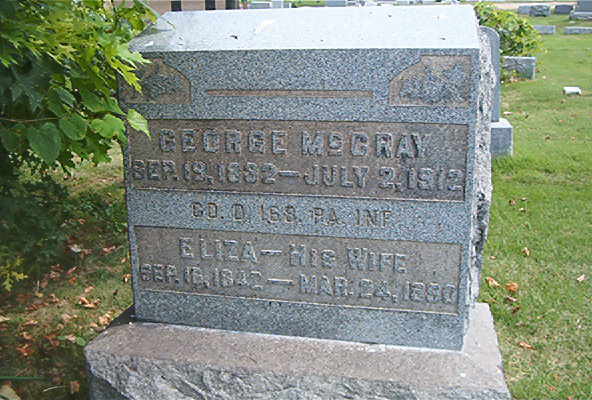 GEORGE McCRAY
SEP. 19, 1832 — JULY 2, 1912
CO. D. 168. PA. INF.
ELIZA — HIS WIFE
SEP. 16, 1842 — MAR. 24, 1890